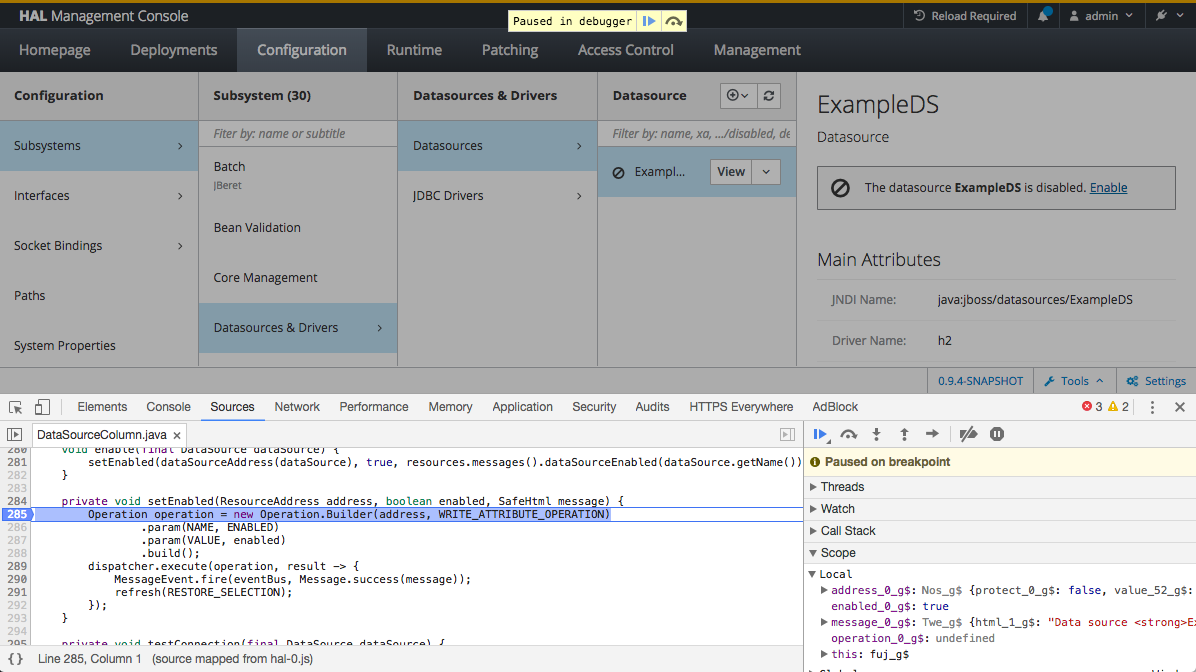 HAL Management Console
Paused in debugger
Reload Required
admin
Homepage Deployments Configuration Runtime Patching Access Control Management
Configuration
Subsystems
Interfaces
Socket Bindings
Paths
System Properties
Subsystem (30)
Fiter by: name or subtitle
Batch
JBeret
Bean Validation
Core Management
Datasources & Drivers
Datasources & Drivers
Datasources
JDBC Drivers
Datasource
Filter by: name, xa, .../disabled, de
Exampl... View
ExampleDS
Datasource
The datasource ExampleDS is disabled. Enable
Main Attributes
JNDI Name: java:jboss/datasources/ExampleDS
Driver Name: h2
0.9.4-SNAPSHOT Tools Settings
Elements Console Sources Network Performance Memory Application Security Audits HTTPS Everywhere AdBlock 3 2
DataSourceColumn.java ×
280 void enable(final DataSource dataSource) {
281 setEnabled(dataSourceAddress(dataSource), true, resources.messages().dataSourceEnabled(dataSource.getName())
282 }
283
284 private void setEnabled(ResourceAddress address, boolean enabled, SafeHtml message) {
285 Operation operation = new Operation.Builder(address, WRITE_ATTRIBUTE_OPERATION)
286 .param(NAME, ENABLED)
287 .param(VALUE, enabled)
288 .build();
289 dispatcher.execute(operation, result -> {
290 MessageEvent.fire(eventBus, Message.success(message));
291 refresh(RESTORE_SELECTION);
292 });
293 }
294
295 private void testConnection(final DataSource dataSource) {
{} Line 285, Column 1 (source mapped from hal-0.js)
Paused on breakpoint
Threads
Watch
Call Stack
Scope
Local
address_0_g$: Nos_g$ {protect_0_g$: false, value_52_g$:
enabled_0_g$: true
message_0_g$: Twe_g$ {html_1_g$: "Data source <strong>Ex
operation_0_g$: undefined
this: fuj_g$